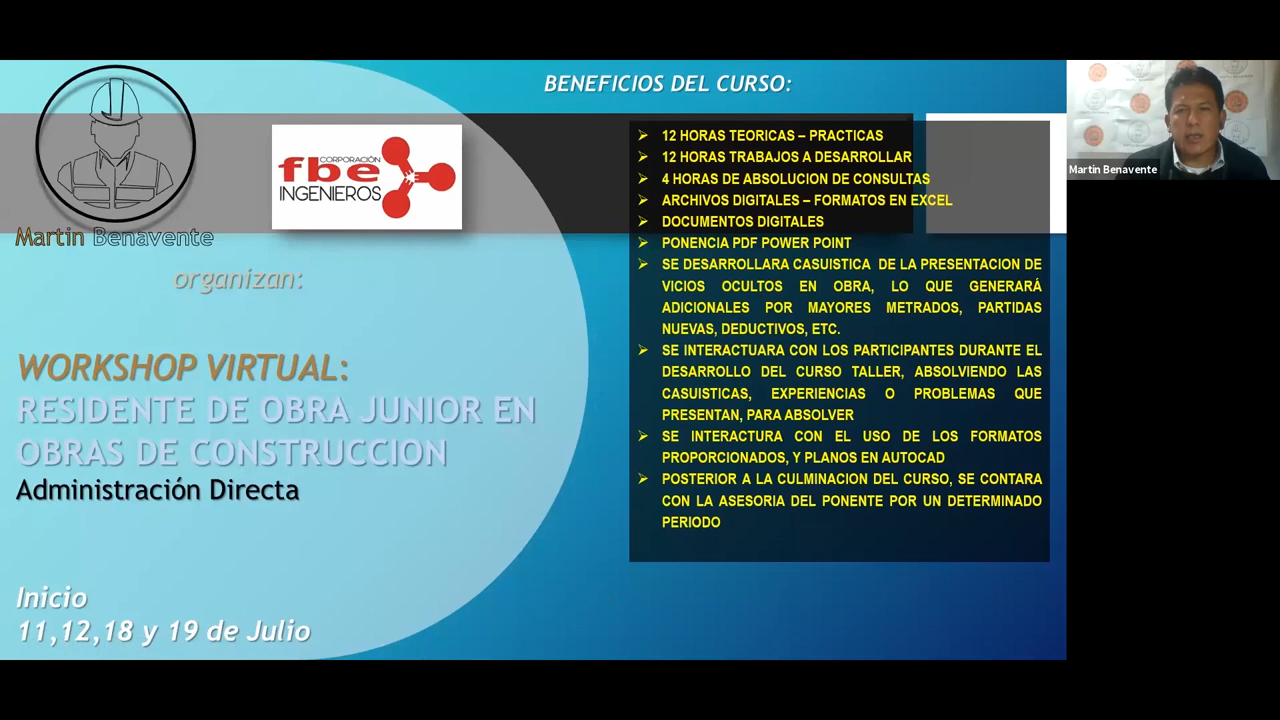 Martin Benavente
CORPORACIÓN
fbe
INGENIEROS
organizan:
WORKSHOP VIRTUAL:
RESIDENTE DE OBRA JUNIOR EN
OBRAS DE CONSTRUCCION
Administración Directa
Inicio
11,12,18 y 19 de Julio
BENEFICIOS DEL CURSO:
12 HORAS TEORICAS – PRACTICAS
12 HORAS TRABAJOS A DESARROLLAR
4 HORAS DE ABSOLUCION DE CONSULTAS
ARCHIVOS DIGITALES – FORMATOS EN EXCEL
DOCUMENTOS DIGITALES
PONENCIA PDF POWER POINT
SE DESARROLLARA CASUISTICA DE LA PRESENTACION DE
VICIOS OCULTOS EN OBRA, LO QUE GENERARÁ
ADICIONALES POR MAYORES METRADOS, PARTIDAS
NUEVAS, DEDUCTIVOS, ETC.
SE INTERACTUARA CON LOS PARTICIPANTES DURANTE EL
DESARROLLO DEL CURSO TALLER, ABSOLVIENDO LAS
CASUISTICAS, EXPERIENCIAS O PROBLEMAS QUE
PRESENTAN, PARA ABSOLVER
SE INTERACTURA CON EL USO DE LOS FORMATOS
PROPORCIONADOS, Y PLANOS EN AUTOCAD
POSTERIOR A LA CULMINACION DEL CURSO, SE CONTARA
CON LA ASESORIA DEL PONENTE POR UN DETERMINADO
PERIODO
Martin Benavente